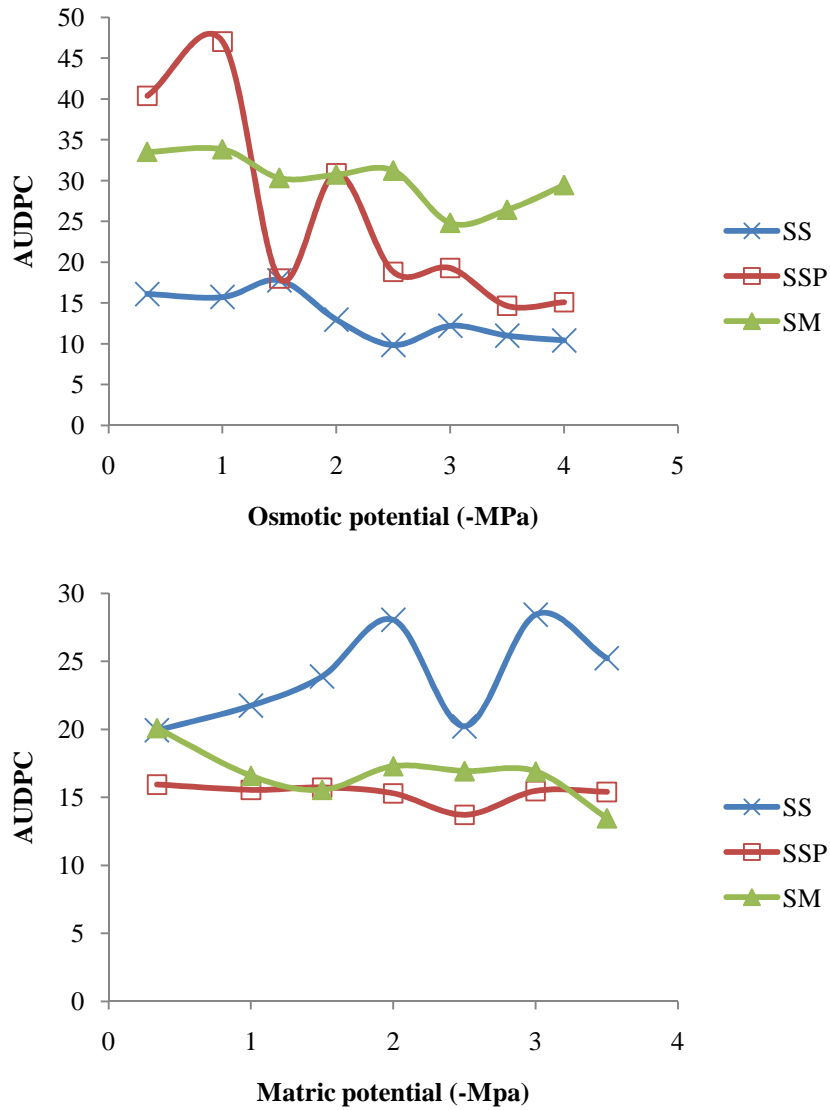 50
45
40
35
30
25
20
15
10
5
0
AUDPC
0 1 2 3 4 5
Osmotic potential (-MPa)
SS
SSP
SM
30
25
20
15
10
5
0
AUDPC
0 1 2 3 4
Matric potential (-Mpa)
SS
SSP
SM